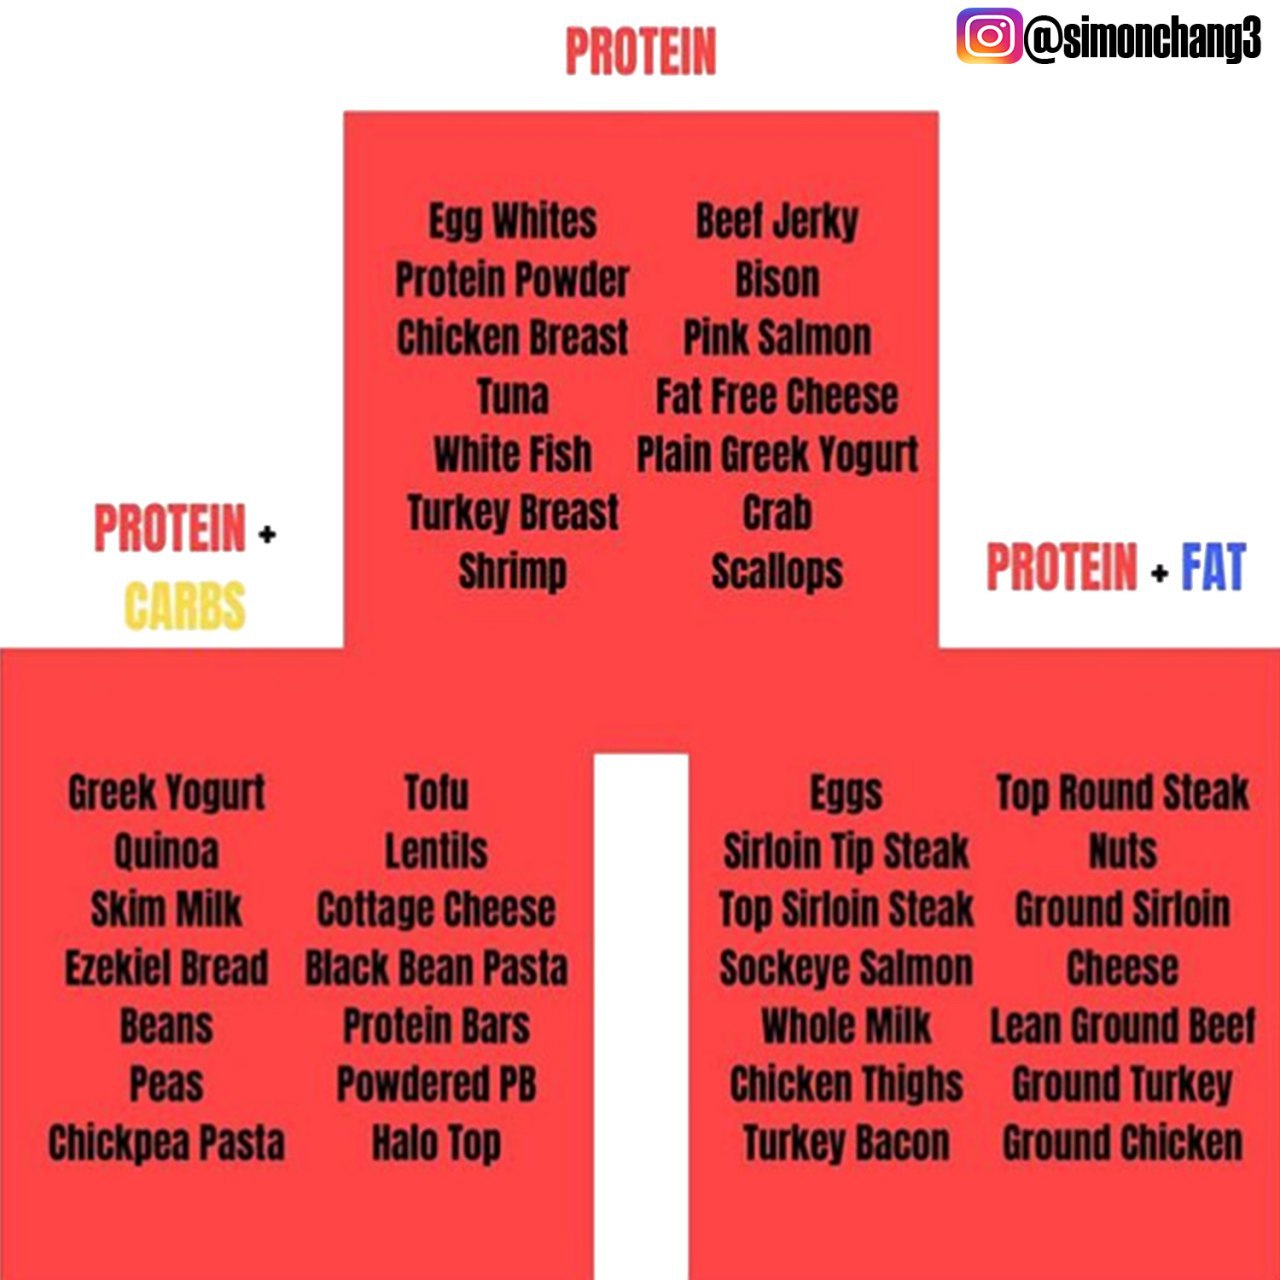 PROTEIN
@simonchang3
Egg Whites
Protein Powder
Chicken Breast
Tuna
White Fish
Turkey Breast
Shrimp
Beef Jerky
Bison
Pink Salmon
Fat Free Cheese
Plain Greek Yogurt
Crab
Scallops
PROTEIN +
CARBS
Greek Yogurt
Quinoa
Skim Milk
Ezekiel Bread
Beans
Peas
Chickpea Pasta
Tofu
Lentils
Cottage Cheese
Black Bean Pasta
Protein Bars
Powdered PB
Halo Top
PROTEIN + FAT
Eggs
Sirloin Tip Steak
Top Sirloin Steak
Sockeye Salmon
Whole Milk
Chicken Thighs
Turkey Bacon
Top Round Steak
Nuts
Ground Sirloin
Cheese
Lean Ground Beef
Ground Turkey
Ground Chicken